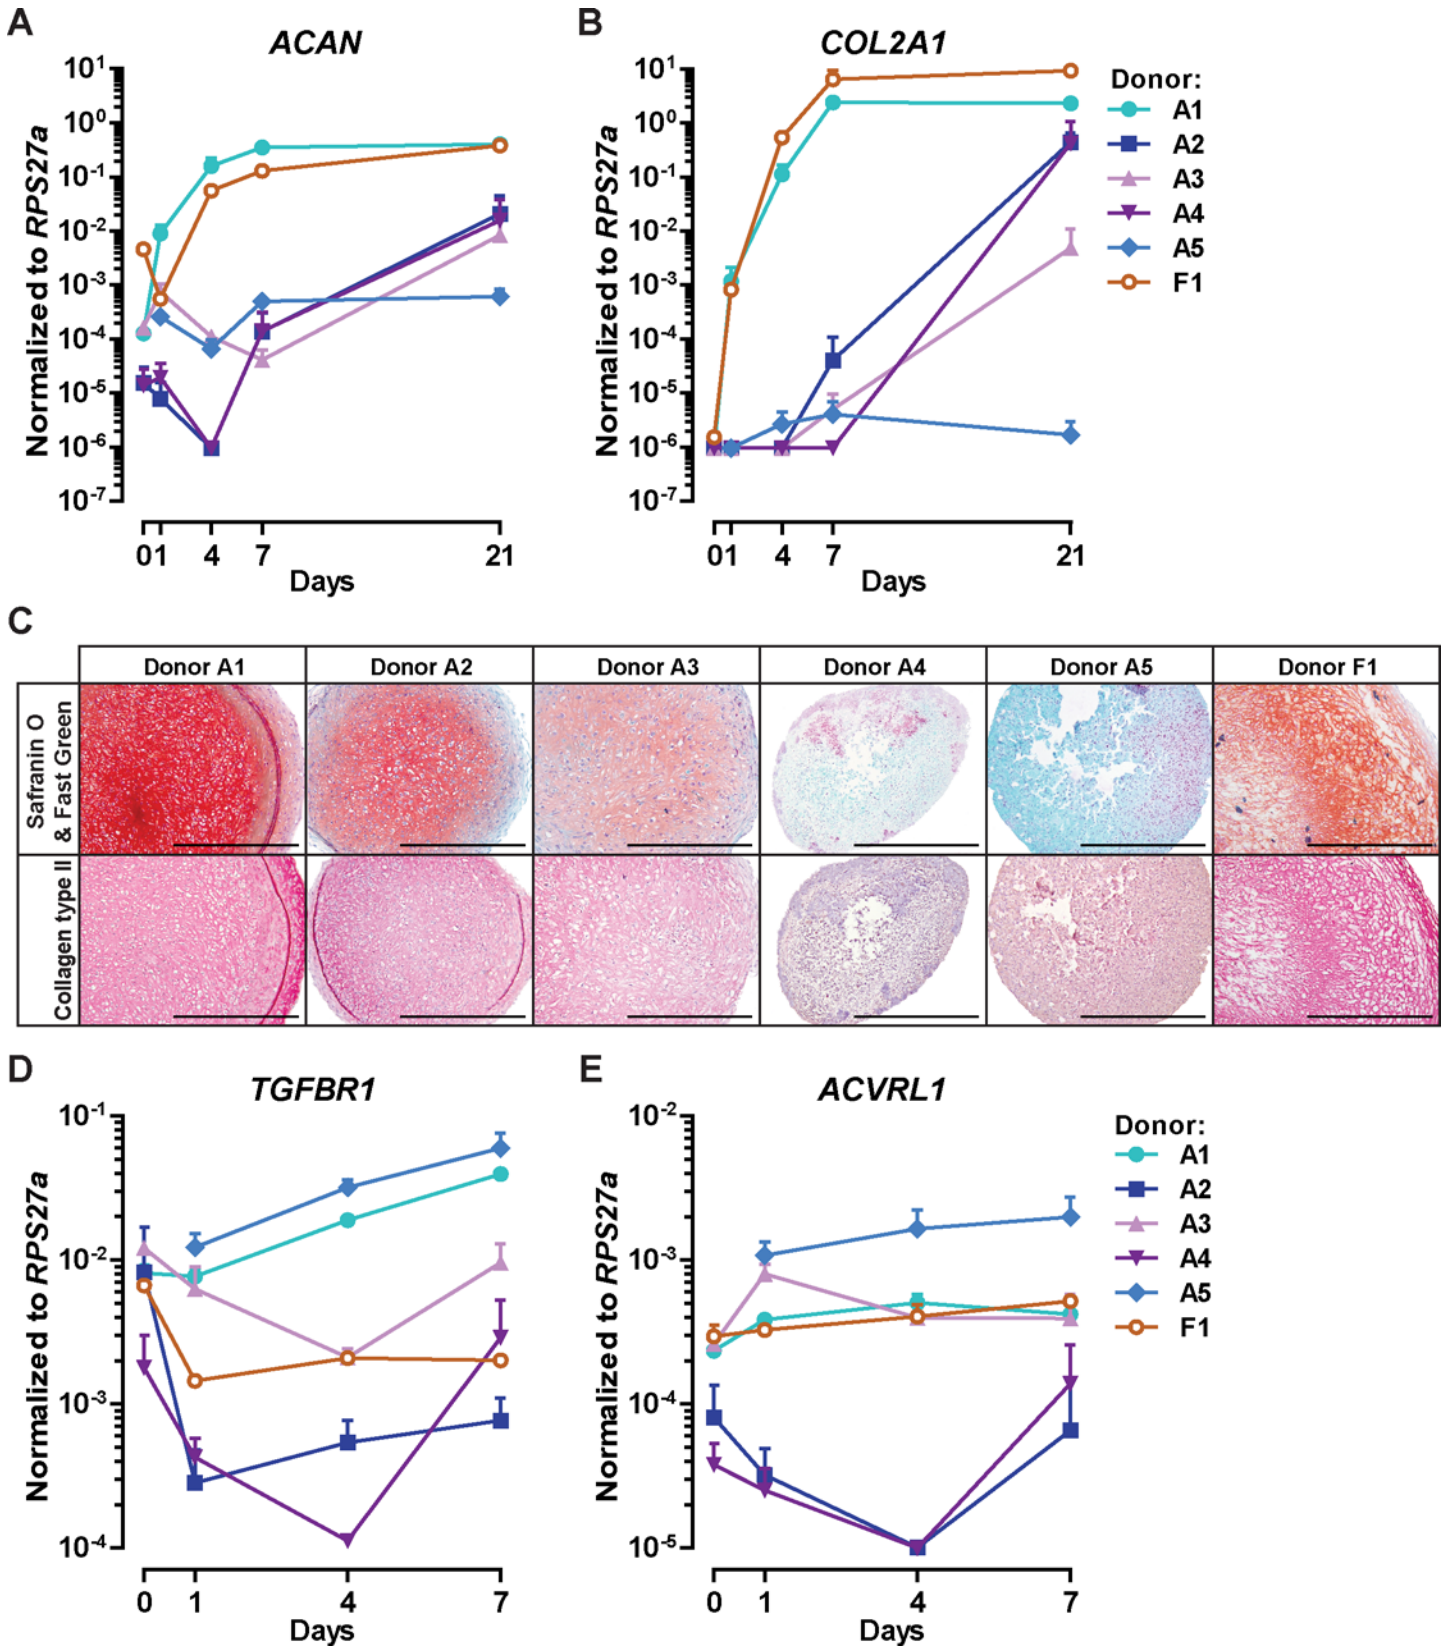 A
ACAN
Normalized to RPS27a
10¹
10⁰
10⁻¹
10⁻²
10⁻³
10⁻⁴
10⁻⁵
10⁻⁶
10⁻⁷
0 1 4 7 21
Days
B
COL2A1
Normalized to RPS27a
10¹
10⁰
10⁻¹
10⁻²
10⁻³
10⁻⁴
10⁻⁵
10⁻⁶
10⁻⁷
0 1 4 7 21
Days
Donor:
A1
A2
A3
A4
A5
F1
C
Donor A1 Donor A2 Donor A3 Donor A4 Donor A5 Donor F1
Safranin O
& Fast Green
Collagen type II
D
TGFBR1
Normalized to RPS27a
10⁻¹
10⁻²
10⁻³
10⁻⁴
0 1 4 7
Days
E
ACVRL1
Normalized to RPS27a
10⁻²
10⁻³
10⁻⁴
10⁻⁵
0 1 4 7
Days
Donor:
A1
A2
A3
A4
A5
F1